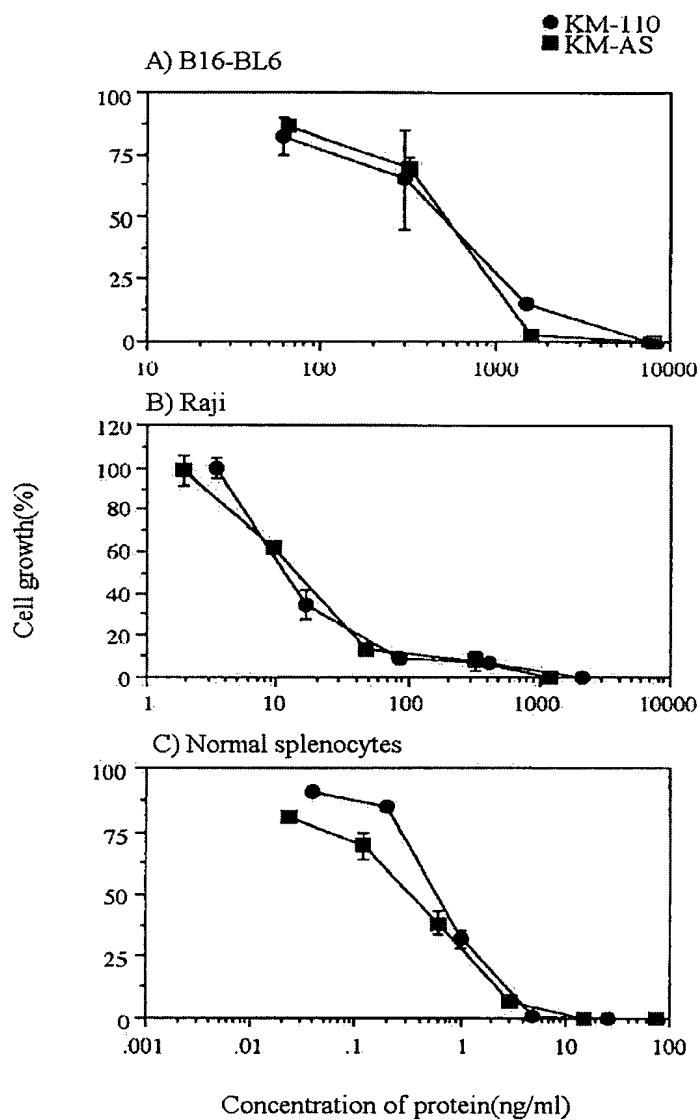 KM-110
KM-AS
A) B16-BL6
100
75
50
25
0
10 100 1000 10000
B) Raji
120
100
80
60
40
20
0
1 10 100 1000 10000
Cell growth(%)
C) Normal splenocytes
100
75
50
25
0
.001 .01 .1 1 10 100
Concentration of protein(ng/ml)